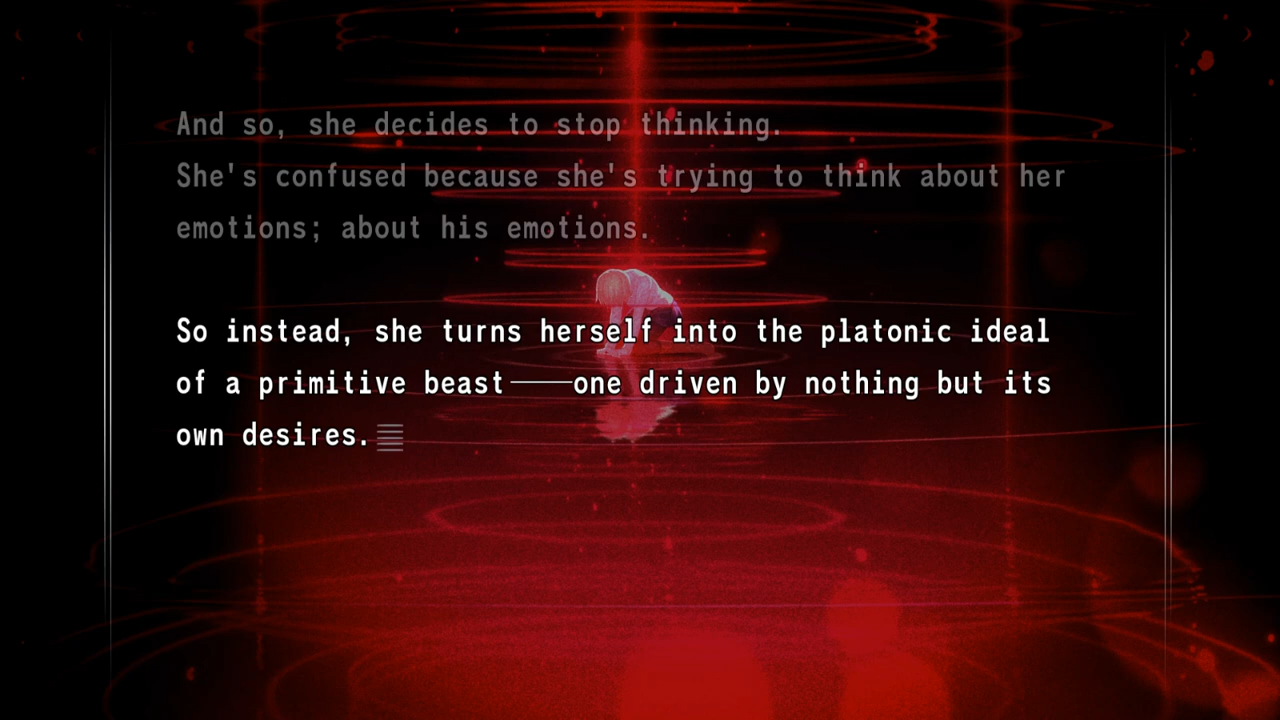 And so, she decides to stop thinking.
She's confused because she's trying to think about her
emotions; about his emotions.
So instead, she turns herself into the platonic ideal
of a primitive beast──one driven by nothing but its
own desires.